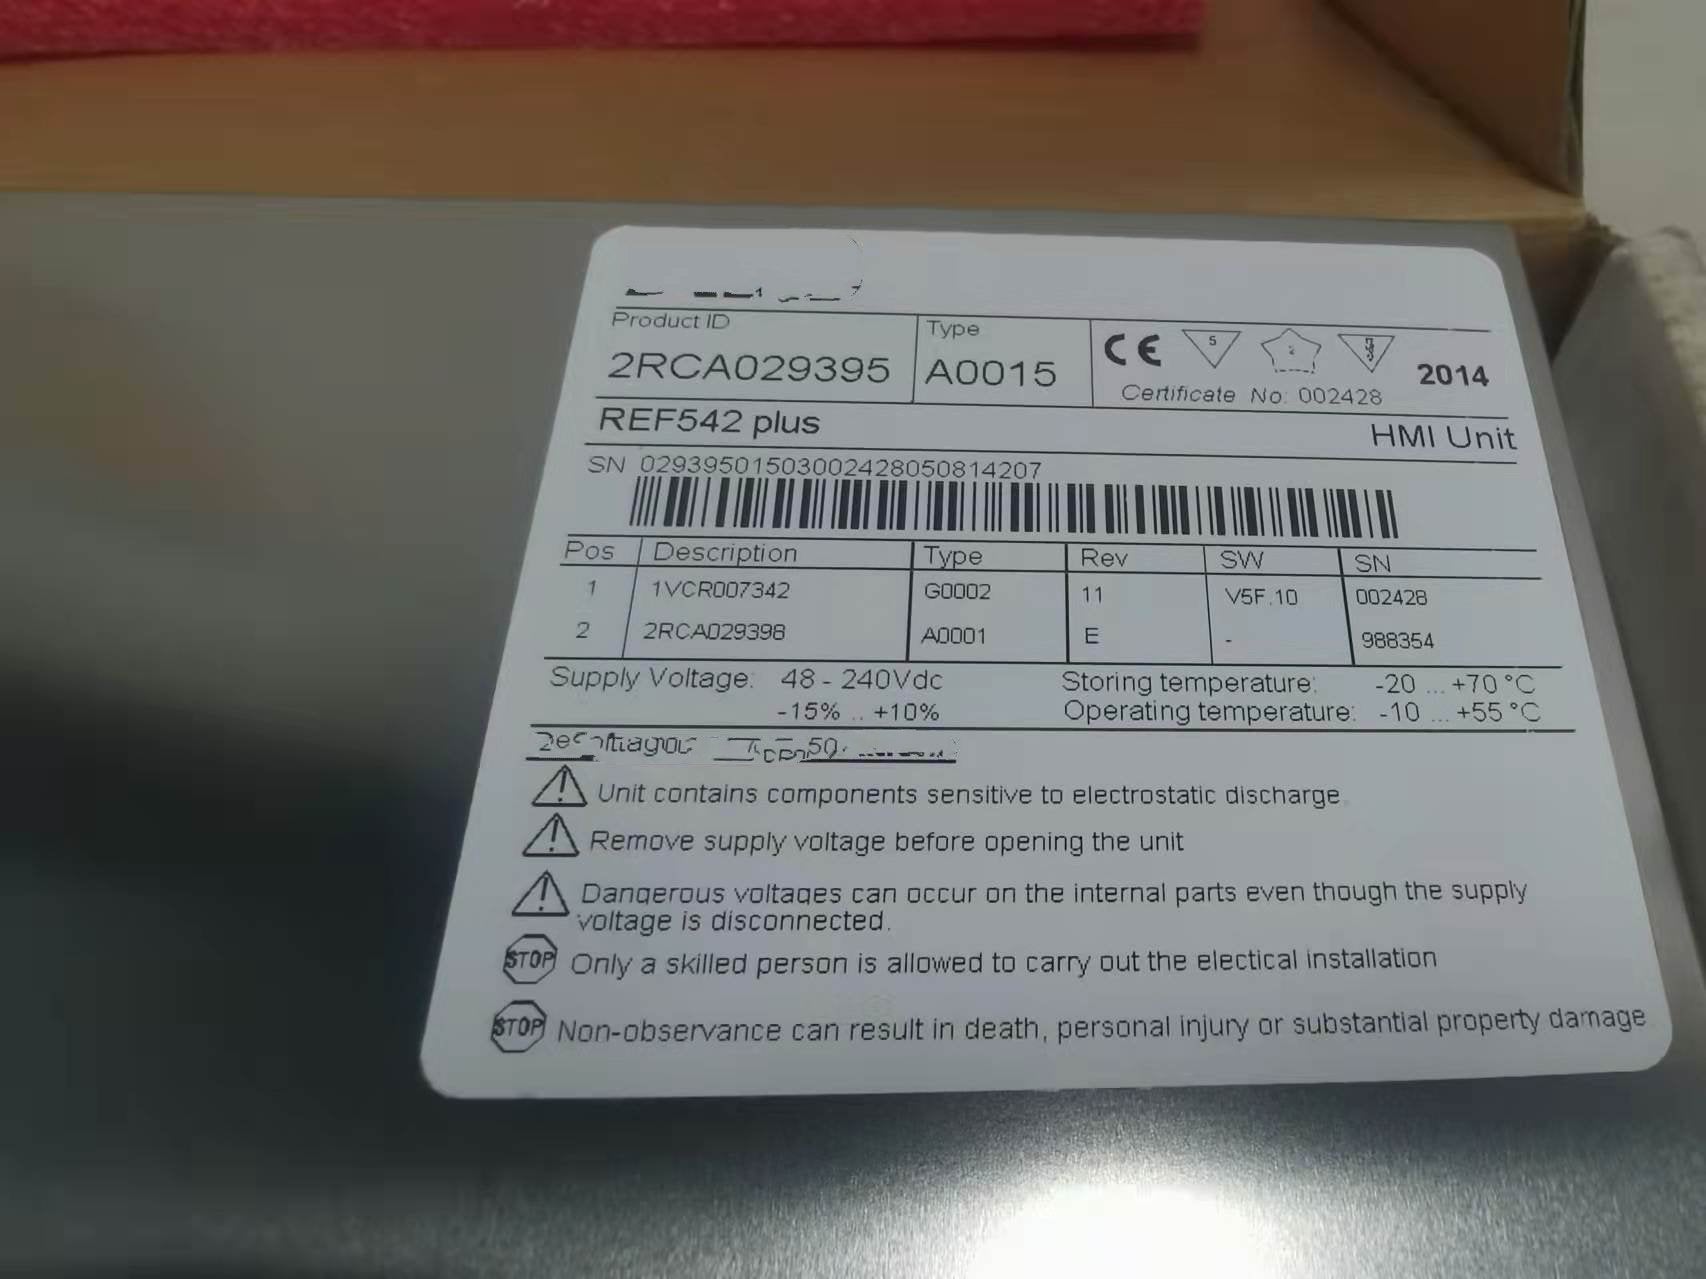 Product ID
2RCA029395
Type
A0015
CE 5 2 2014
Certificate No: 002428
REF542 plus
HMI Unit
SN 02939501503002428050814207
Pos Description Type Rev SW SN
1 1VCR007342 G0002 11 V5F.10 002428
2 2RCA029398 A0001 E - 988354
Supply Voltage: 48 - 240Vdc
-15% .. +10%
Storing temperature: -20 ... +70 °C
Operating temperature: -10 ... +55 °C
Unit contains components sensitive to electrostatic discharge.
Remove supply voltage before opening the unit
Dangerous voltages can occur on the internal parts even though the supply
voltage is disconnected.
STOP Only a skilled person is allowed to carry out the electical installation
STOP Non-observance can result in death, personal injury or substantial property damage